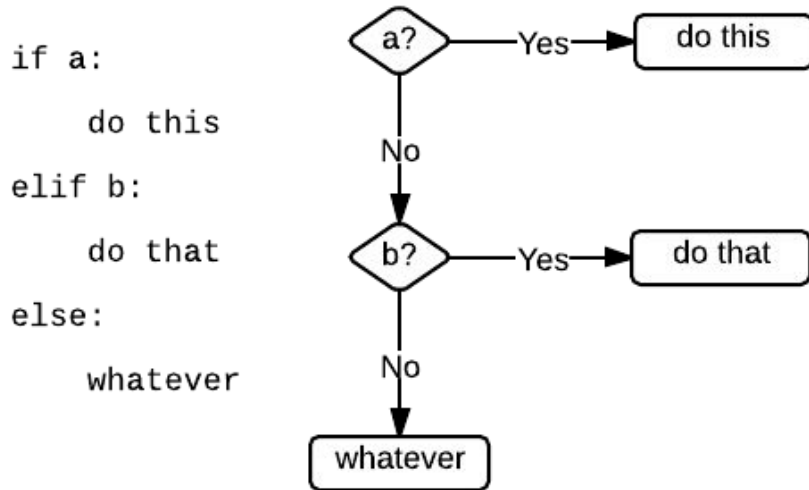 if a:
    do this
elif b:
    do that
else:
    whatever
a?
Yes
do this
No
b?
Yes
do that
No
whatever